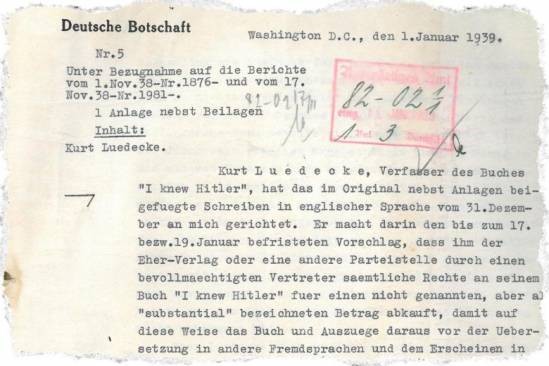 Deutsche Botschaft
Washington D.C., den 1.Januar 1939.
Nr.5
Unter Bezugnahme auf die Berichte
vom 1.Nov.38-Nr.1876- und vom 17.
Nov.38-Nr.1981-.
1 Anlage nebst Beilagen
Inhalt:
Kurt Luedecke.
82-02
1 3
Kurt L u e d e c k e, Verfasser des Buches
"I knew Hitler", hat das im Original nebst Anlagen bei-
gefuegte Schreiben in englischer Sprache vom 31.Dezem-
ber an mich gerichtet. Er macht darin den bis zum 17.
bezw.19.Januar befristeten Vorschlag, dass ihm der
Eher-Verlag oder eine andere Parteistelle durch einen
bevollmaechtigten Vertreter saemtliche Rechte an seinem
Buch "I knew Hitler" fuer einen nicht genannten, aber a
"substantial" bezeichneten Betrag abkauft, damit auf
diese Weise das Buch und Auszuege daraus vor der Ueber-
setzung in andere Fremdsprachen und dem Erscheinen in